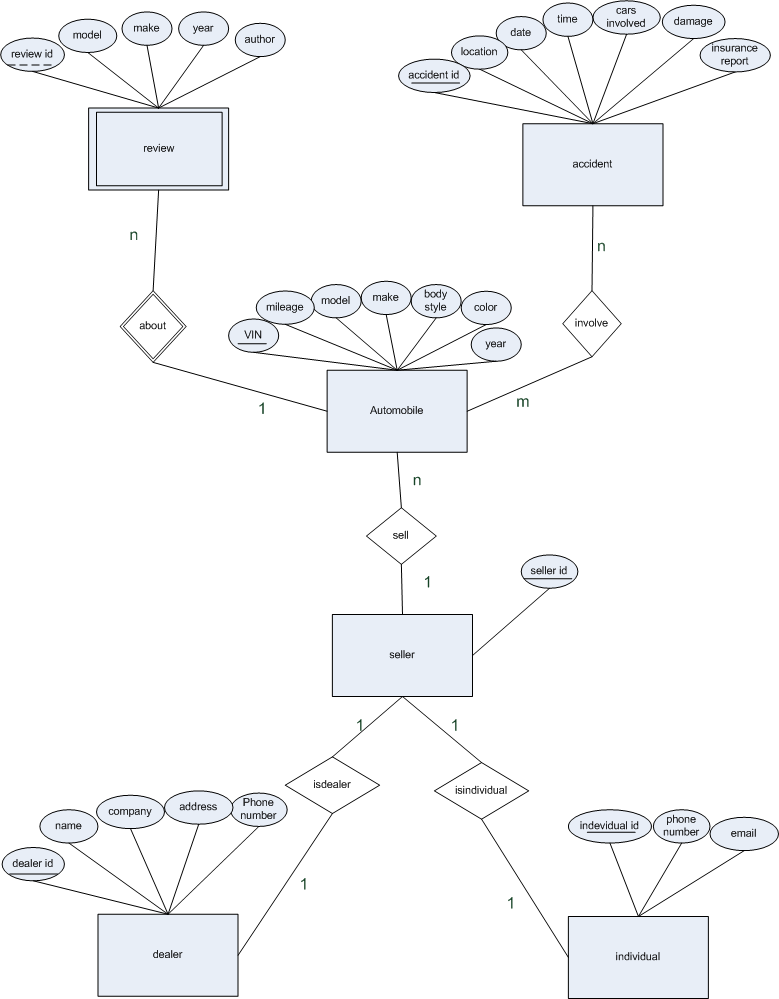 review id
model
make
year
author
accident id
location
date
time
cars
involved
damage
insurance
report
review
accident
n
n
about
involve
VIN
mileage
model
make
body
style
color
year
1
m
Automobile
n
sell
1
seller id
seller
1
1
isdealer
isindividual
dealer id
name
company
address
Phone
number
indevidual id
phone
number
email
1
1
dealer
individual